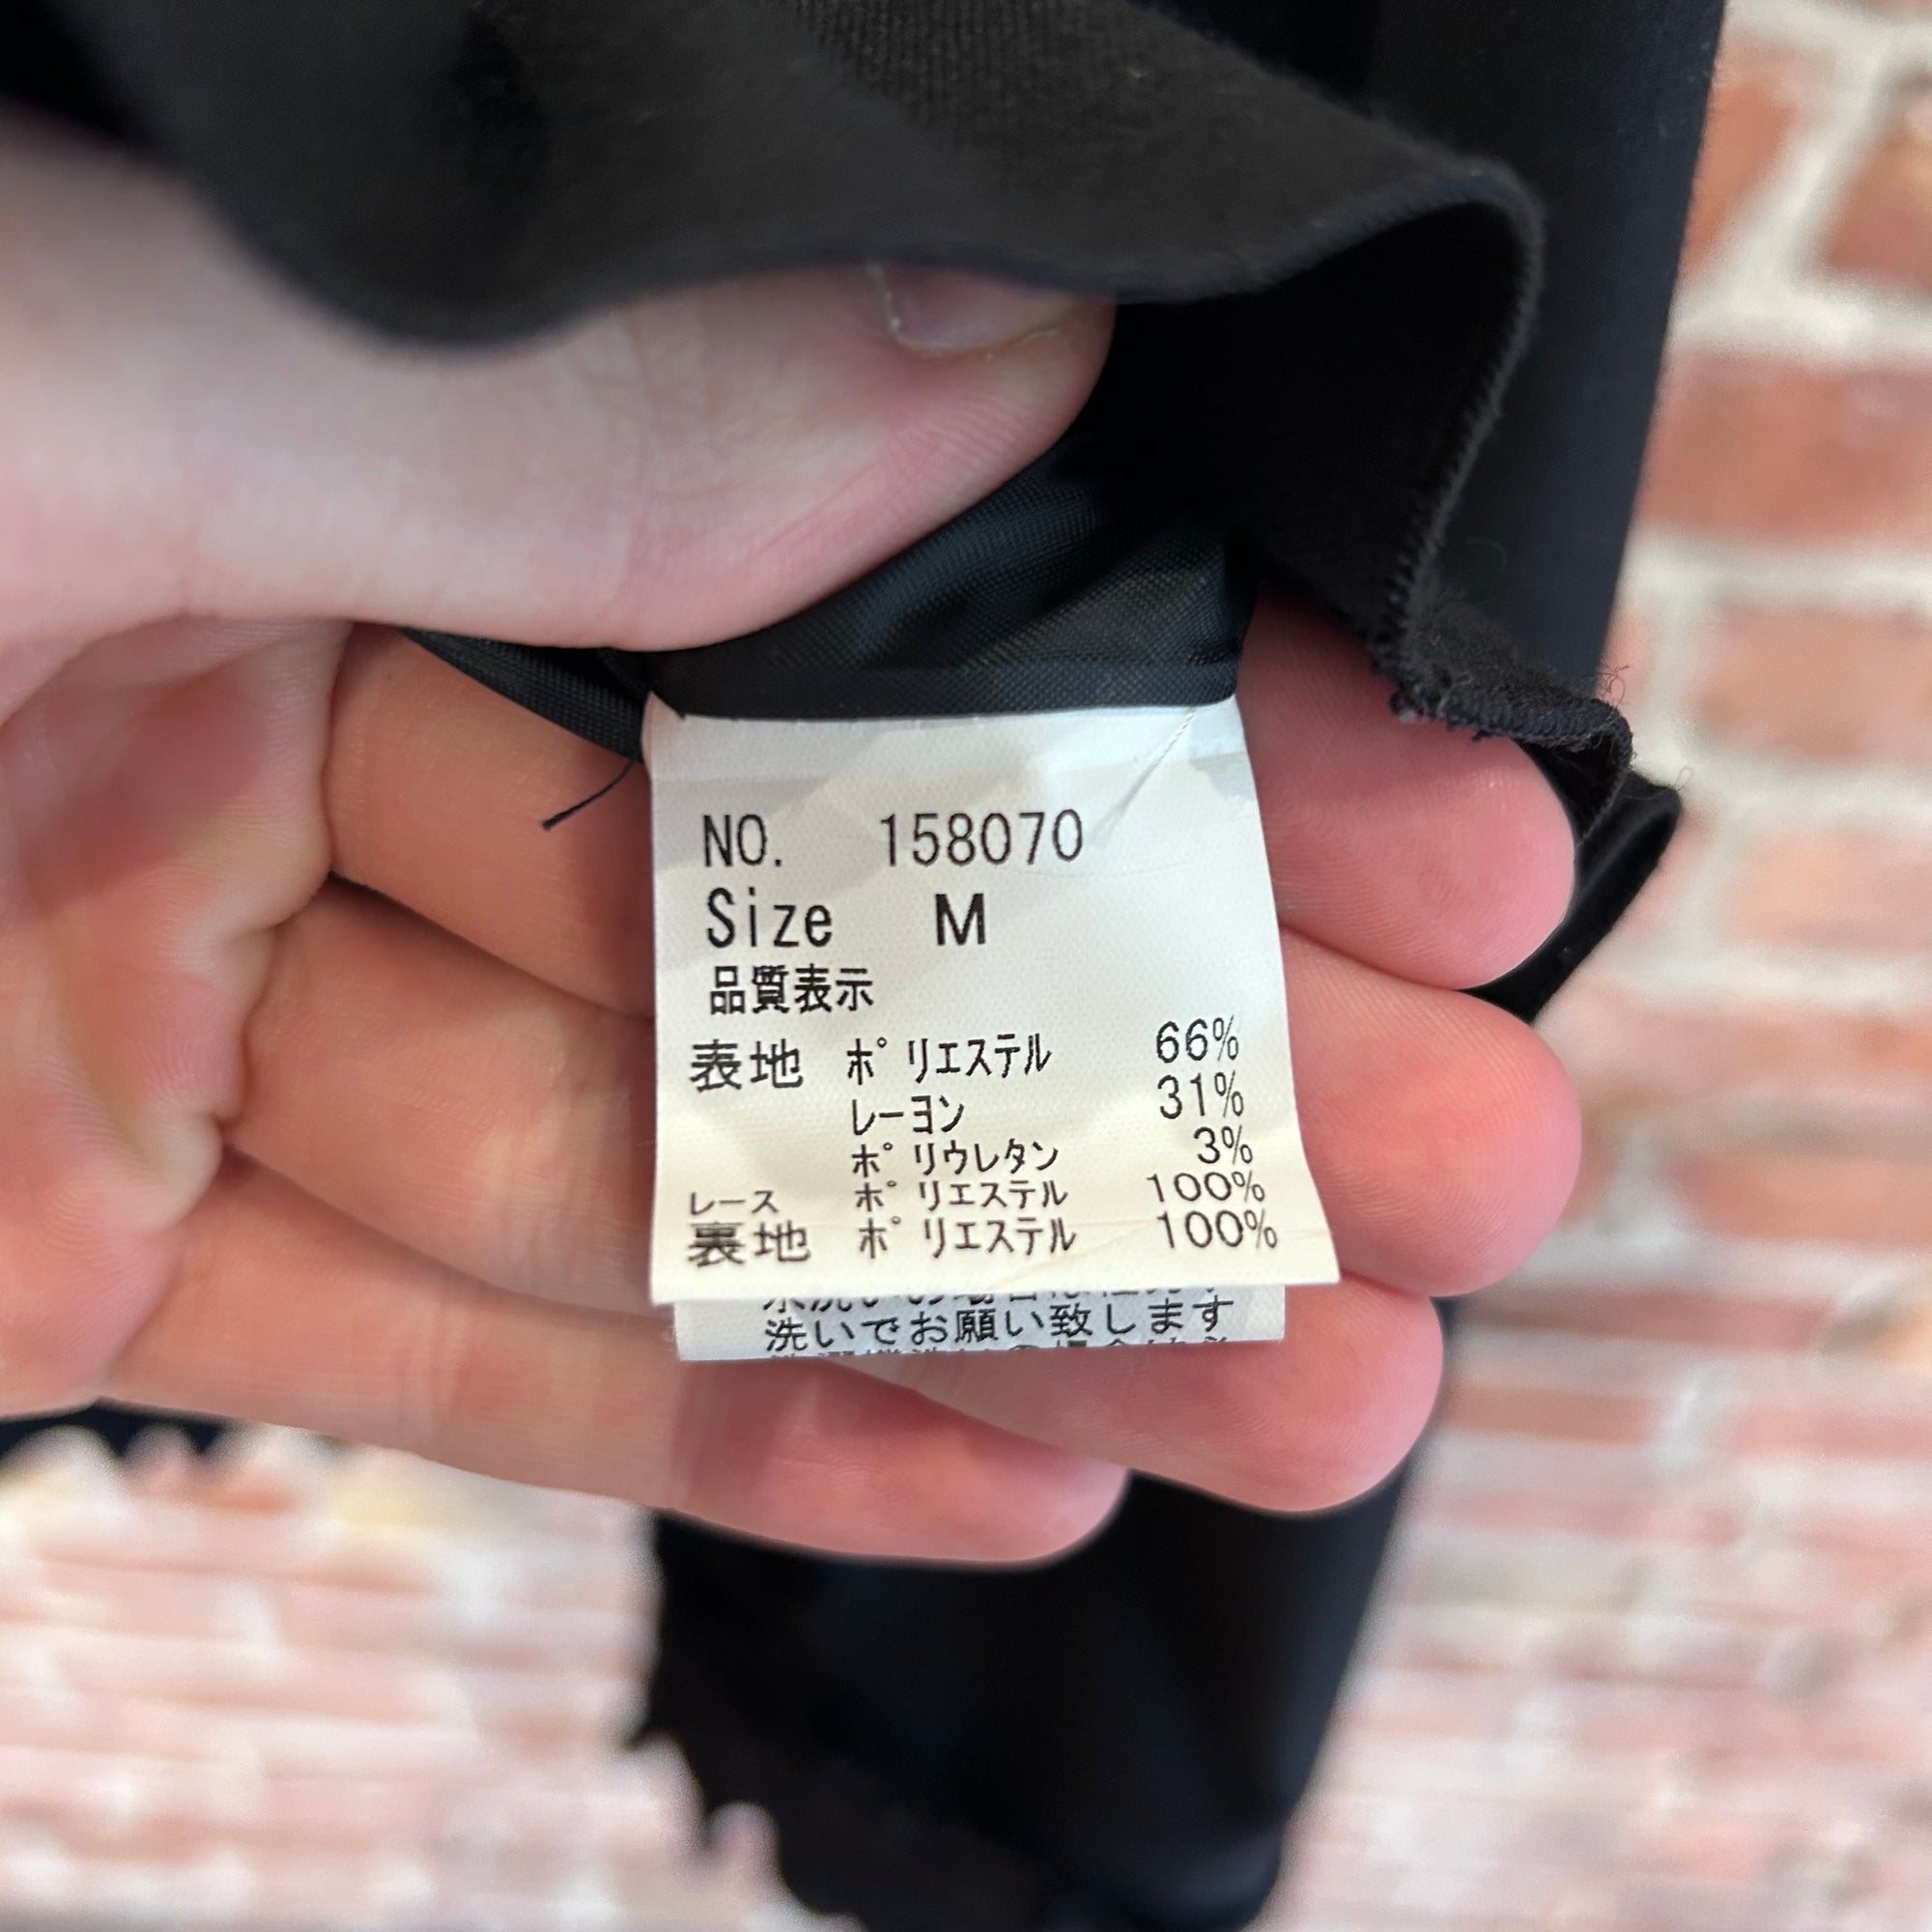 NO. 158070
Size M
品質表示
表地 ポリエステル 66%
レーヨン 31%
ポリウレタン 3%
レース ポリエステル 100%
裏地 ポリエステル 100%
洗いでお願い致します